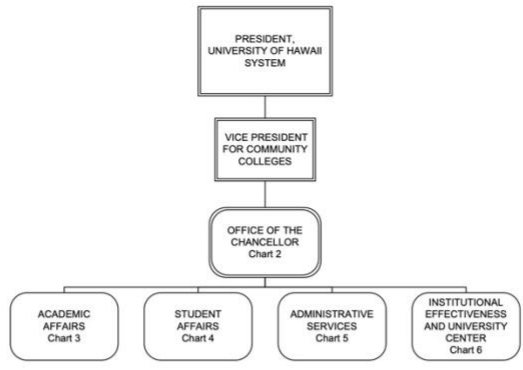 PRESIDENT,
UNIVERSITY OF HAWAII
SYSTEM
VICE PRESIDENT
FOR COMMUNITY
COLLEGES
OFFICE OF THE
CHANCELLOR
Chart 2
ACADEMIC
AFFAIRS
Chart 3
STUDENT
AFFAIRS
Chart 4
ADMINISTRATIVE
SERVICES
Chart 5
INSTITUTIONAL
EFFECTIVENESS
AND UNIVERSITY
CENTER
Chart 6